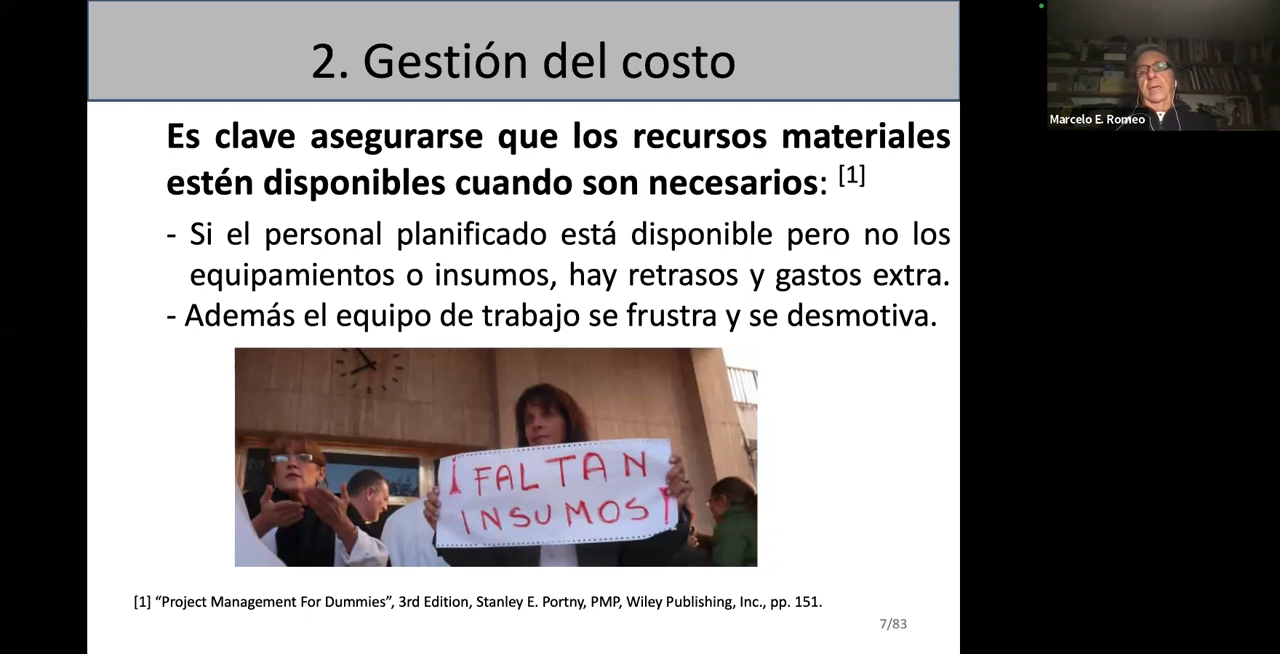 2. Gestión del costo
Marcelo E. Romeo
Es clave asegurarse que los recursos materiales
estén disponibles cuando son necesarios: [1]
- Si el personal planificado está disponible pero no los
equipamientos o insumos, hay retrasos y gastos extra.
- Además el equipo de trabajo se frustra y se desmotiva.
¡FALTAN
INSUMOS!
[1] “Project Management For Dummies”, 3rd Edition, Stanley E. Portny, PMP, Wiley Publishing, Inc., pp. 151.
7/83